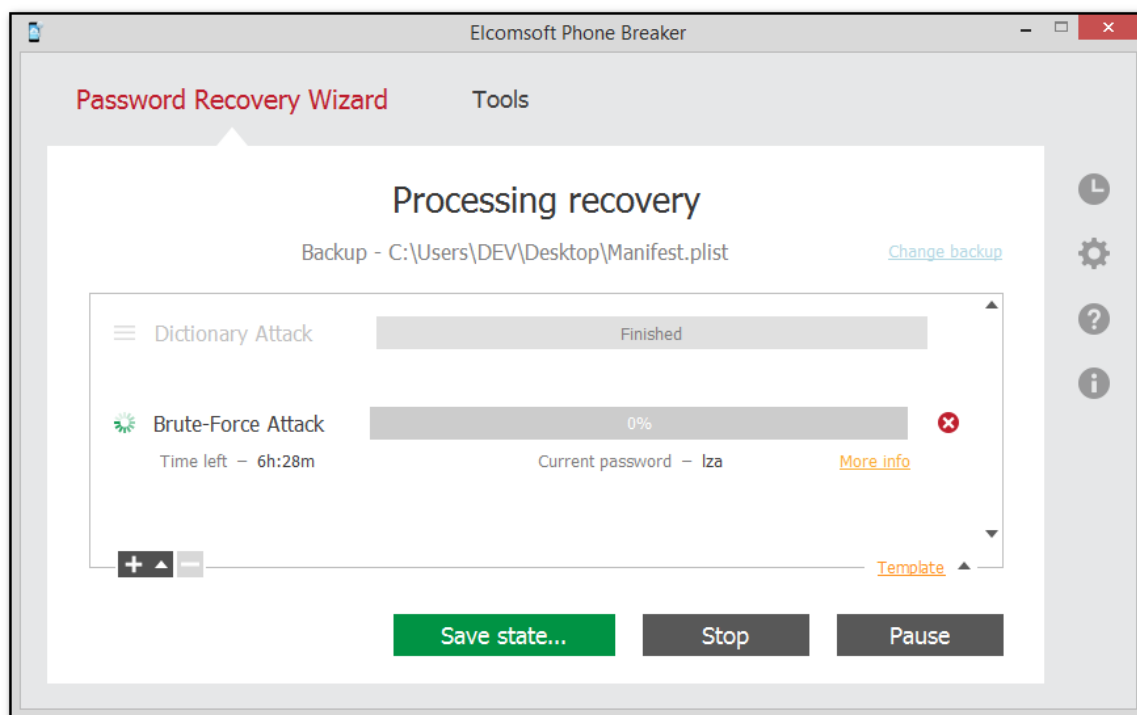 Elcomsoft Phone Breaker
Password Recovery Wizard Tools
Processing recovery
Backup - C:\Users\DEV\Desktop\Manifest.plist Change backup
Dictionary Attack Finished
Brute-Force Attack 0%
Time left – 6h:28m Current password – lza More info
Template
Save state... Stop Pause